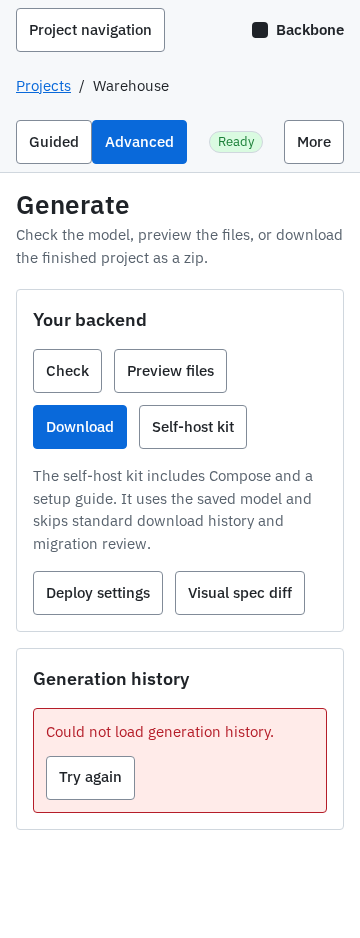 Project navigation
Backbone
Projects / Warehouse
Guided
Advanced
Ready
More
Generate
Check the model, preview the files, or download
the finished project as a zip.
Your backend
Check
Preview files
Download
Self-host kit
The self-host kit includes Compose and a
setup guide. It uses the saved model and
skips standard download history and
migration review.
Deploy settings
Visual spec diff
Generation history
Could not load generation history.
Try again